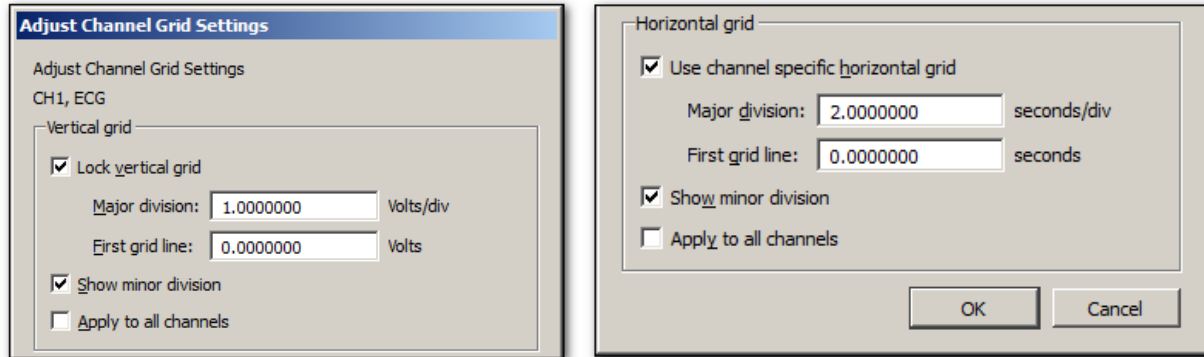 Adjust Channel Grid Settings
Adjust Channel Grid Settings
CH1, ECG
Vertical grid
Lock vertical grid
Major division: 1.0000000 Volts/div
First grid line: 0.0000000 Volts
Show minor division
Apply to all channels
Horizontal grid
Use channel specific horizontal grid
Major division: 2.0000000 seconds/div
First grid line: 0.0000000 seconds
Show minor division
Apply to all channels
OK Cancel